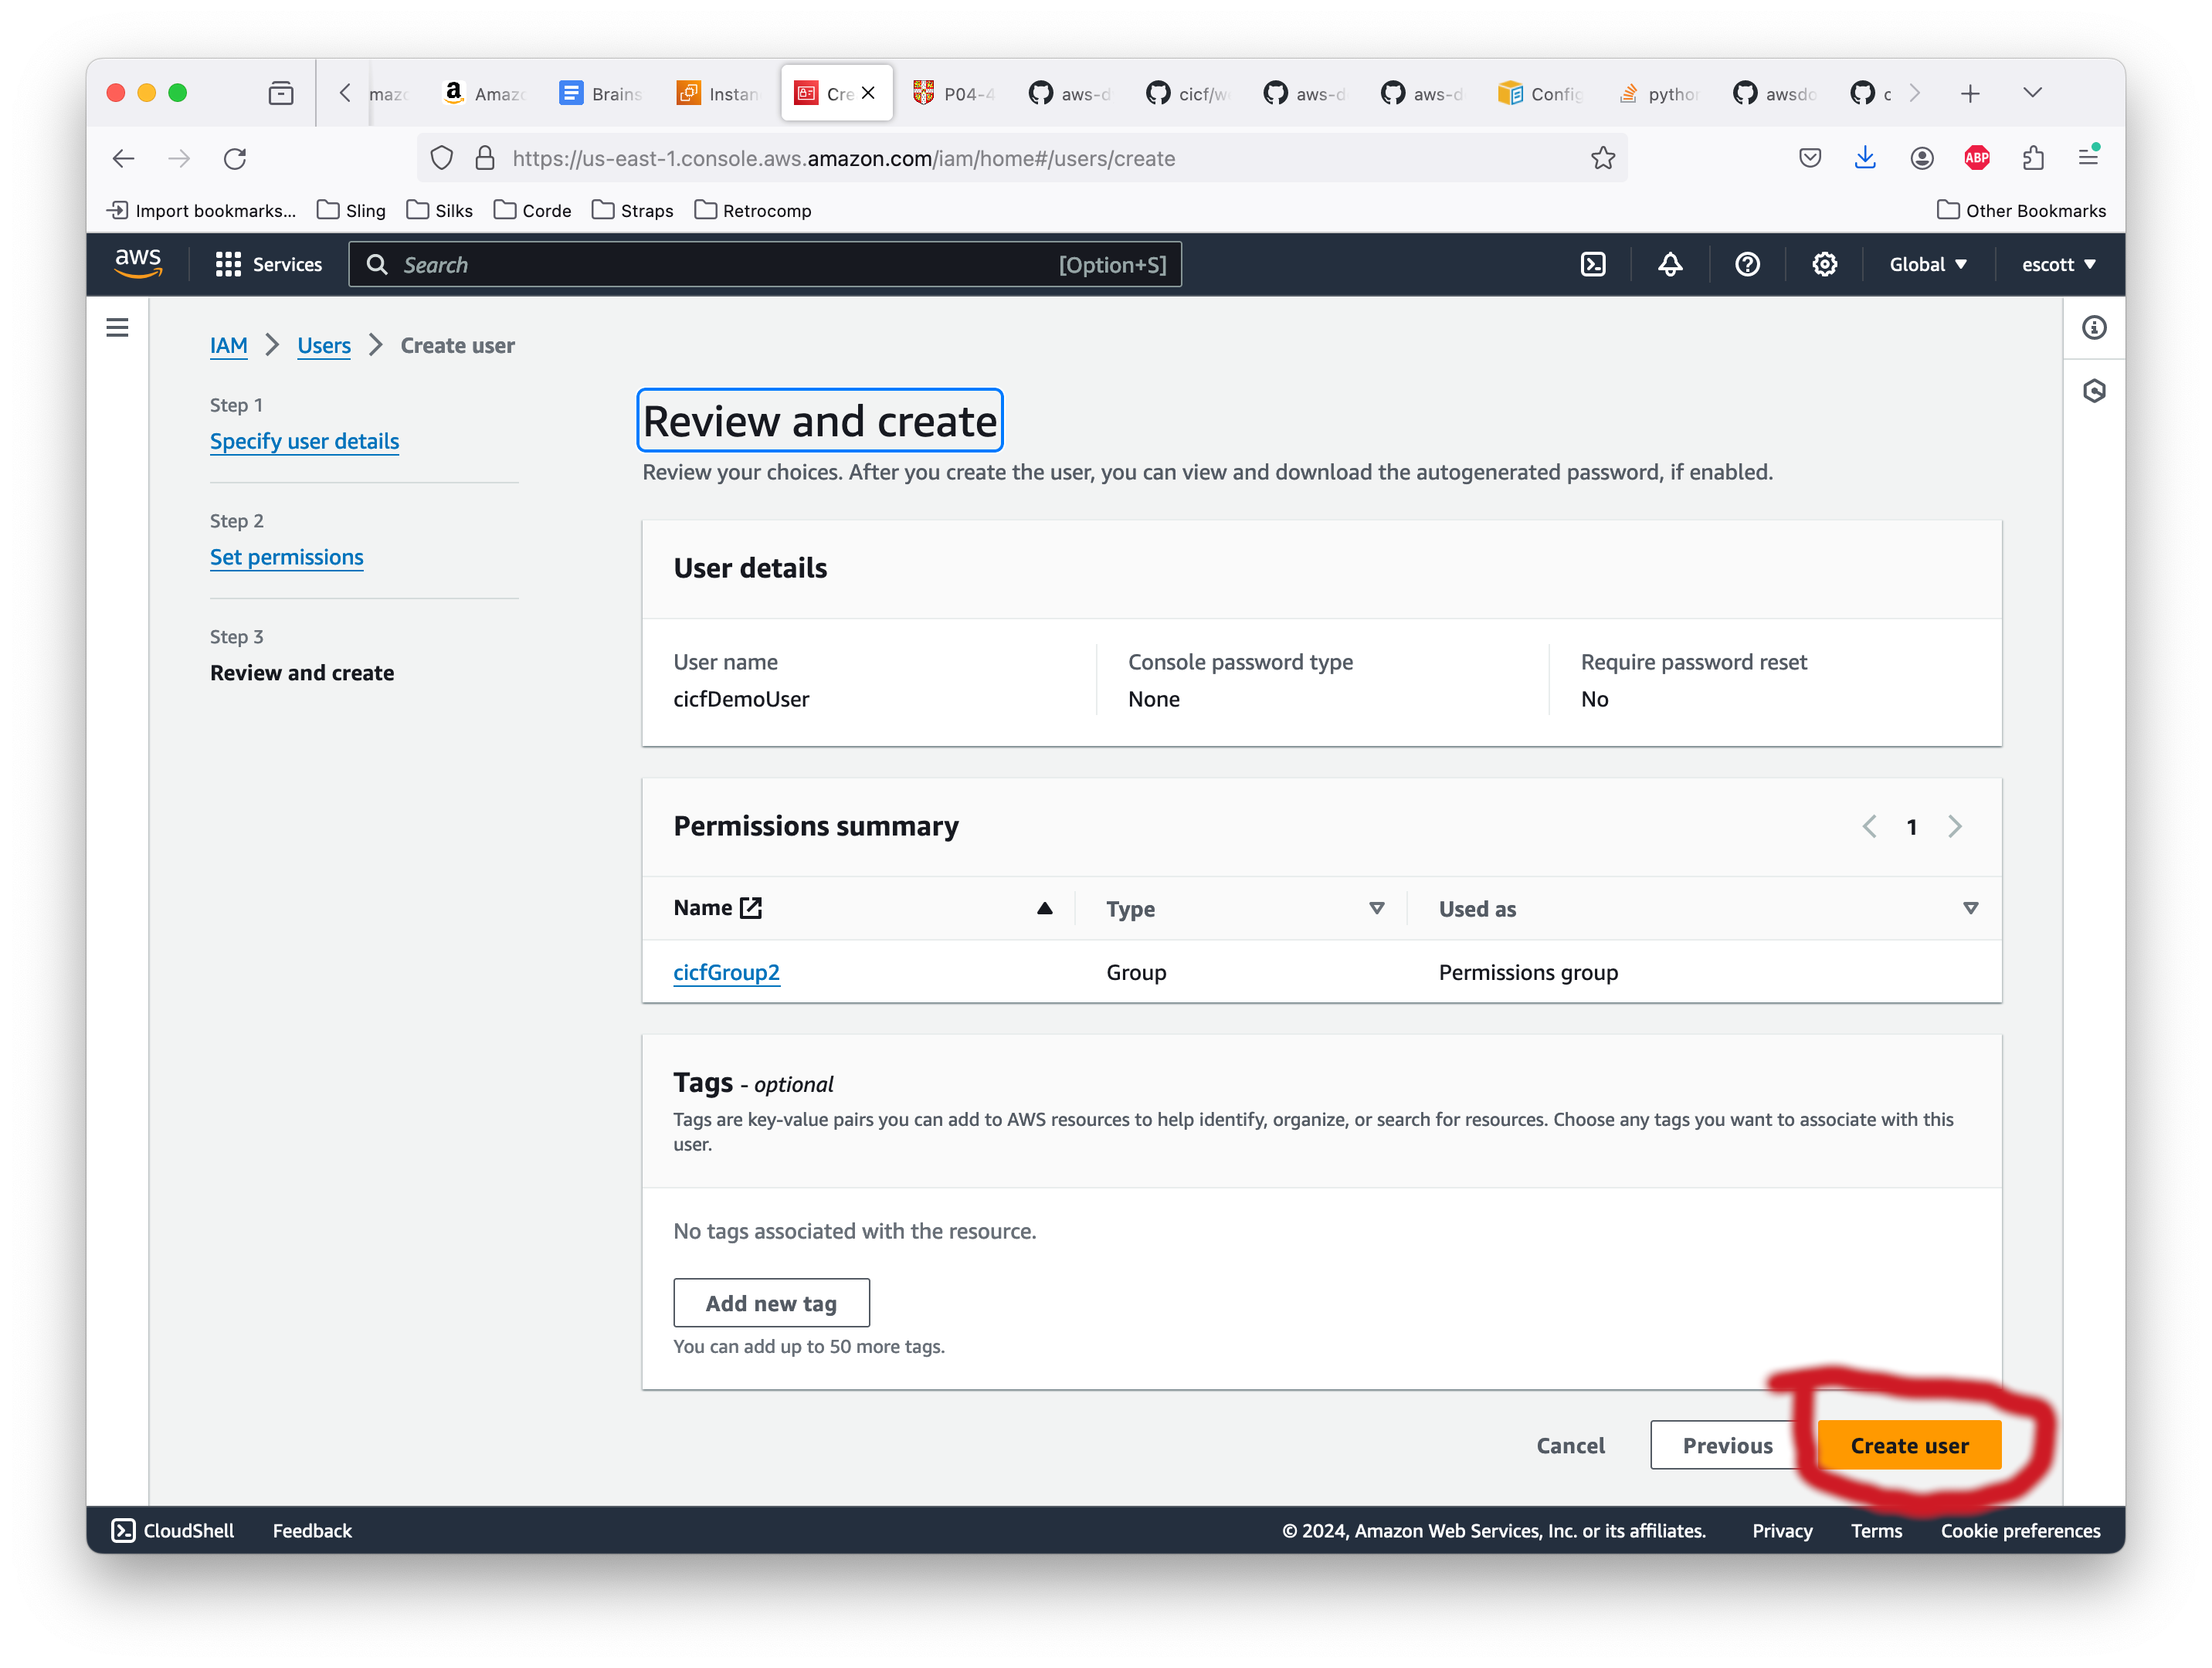 Amaz
Brains
Instan
Cre
P04-4
aws-d
cicf/w
aws-d
aws-d
Config
python
awsdo
c
https://us-east-1.console.aws.amazon.com/iam/home#/users/create
ABP
Import bookmarks...
Sling
Silks
Corde
Straps
Retrocomp
Other Bookmarks
aws
Services
Search
[Option+S]
Global
escott
IAM
Users
Create user
Step 1
Specify user details
Step 2
Set permissions
Step 3
Review and create
Review and create
Review your choices. After you create the user, you can view and download the autogenerated password, if enabled.
User details
User name
cicfDemoUser
Console password type
None
Require password reset
No
Permissions summary
1
Name
Type
Used as
cicfGroup2
Group
Permissions group
Tags - optional
Tags are key-value pairs you can add to AWS resources to help identify, organize, or search for resources. Choose any tags you want to associate with this
user.
No tags associated with the resource.
Add new tag
You can add up to 50 more tags.
Cancel
Previous
Create user
CloudShell
Feedback
© 2024, Amazon Web Services, Inc. or its affiliates.
Privacy
Terms
Cookie preferences